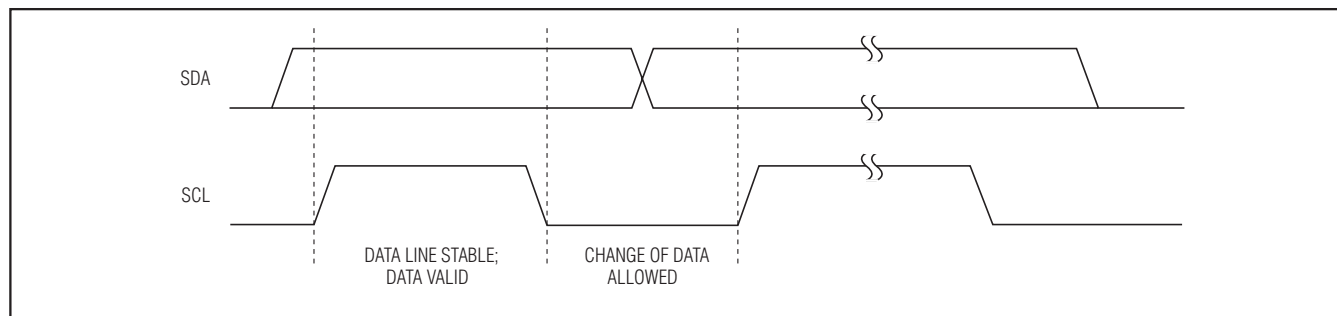 SDA
SCL
DATA LINE STABLE;
DATA VALID
CHANGE OF DATA
ALLOWED